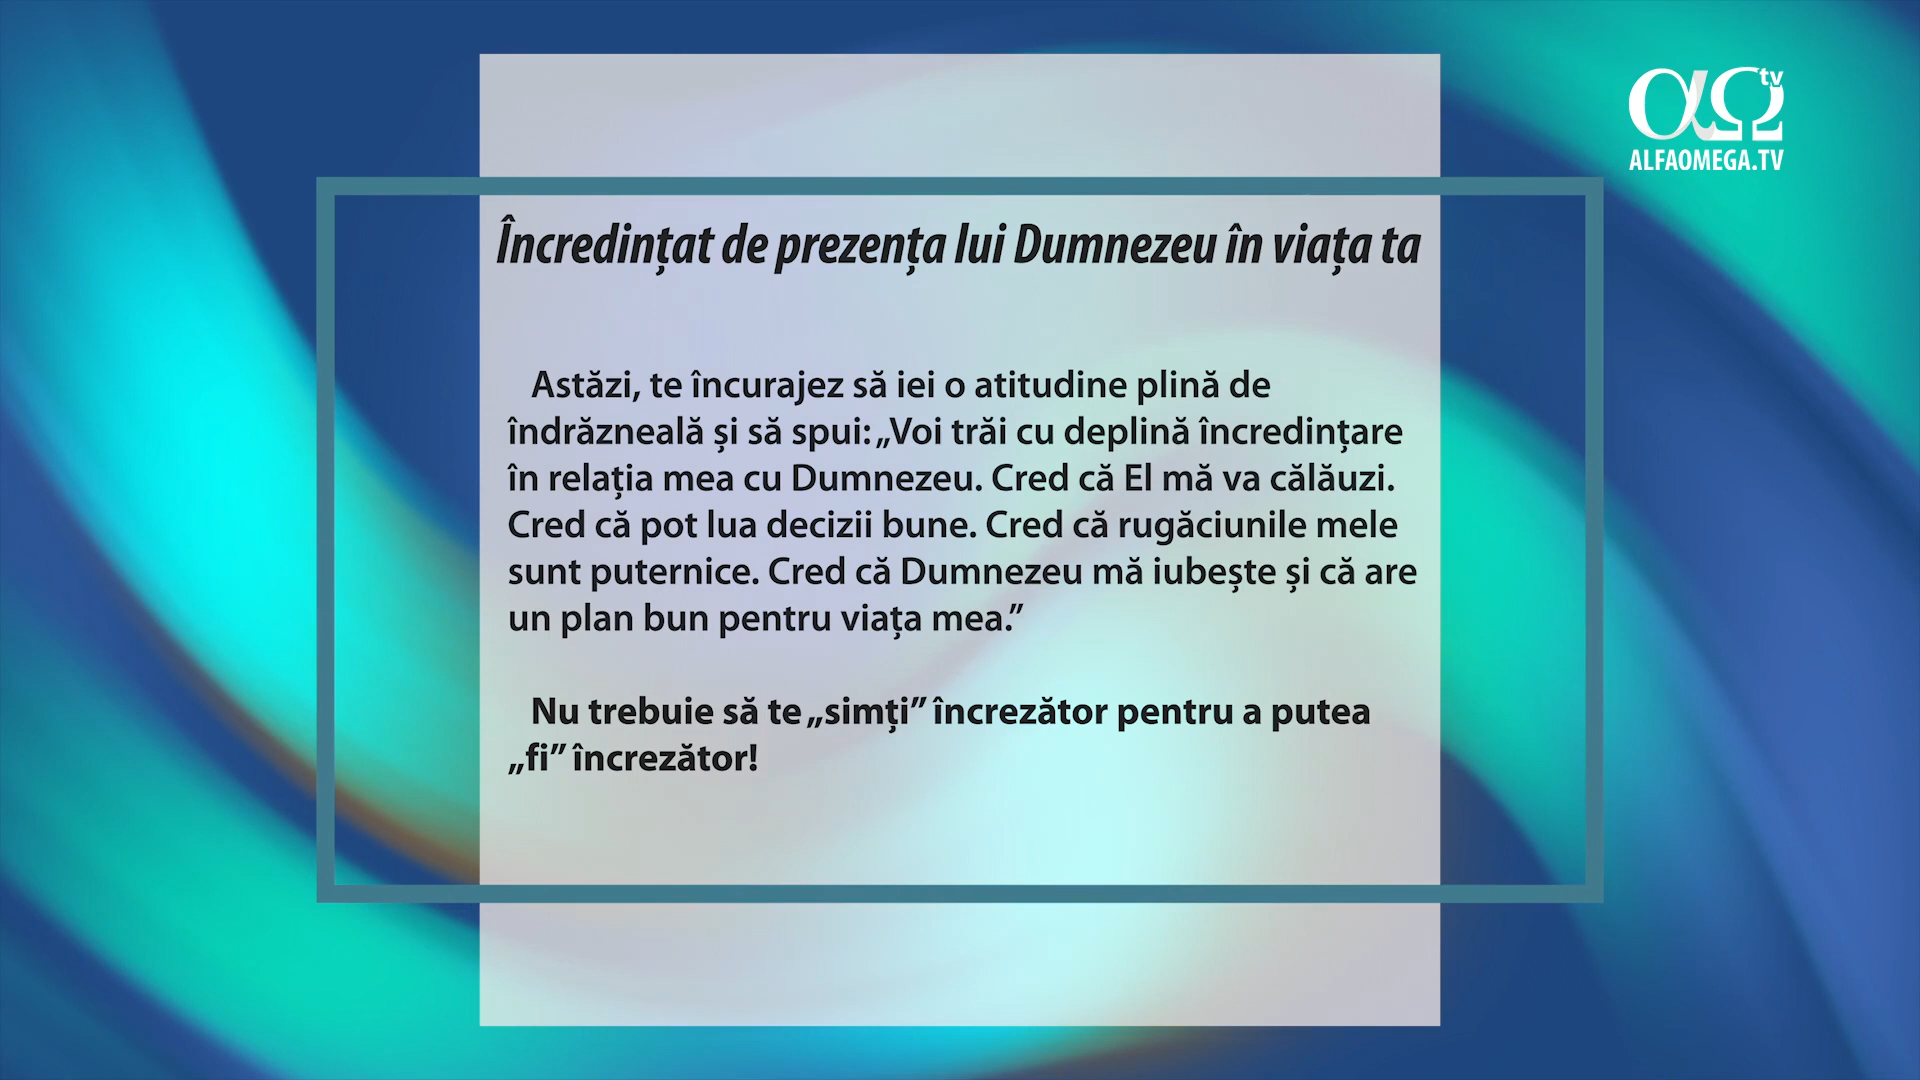 αΩ tv
ALFAOMEGA.TV
Încredințat de prezența lui Dumnezeu în viața ta
Astăzi, te încurajez să iei o atitudine plină de
îndrăzneală și să spui: „Voi trăi cu deplină încredințare
în relația mea cu Dumnezeu. Cred că El mă va călăuzi.
Cred că pot lua decizii bune. Cred că rugăciunile mele
sunt puternice. Cred că Dumnezeu mă iubește și că are
un plan bun pentru viața mea.”
Nu trebuie să te „simți” încrezător pentru a putea
„fi” încrezător!